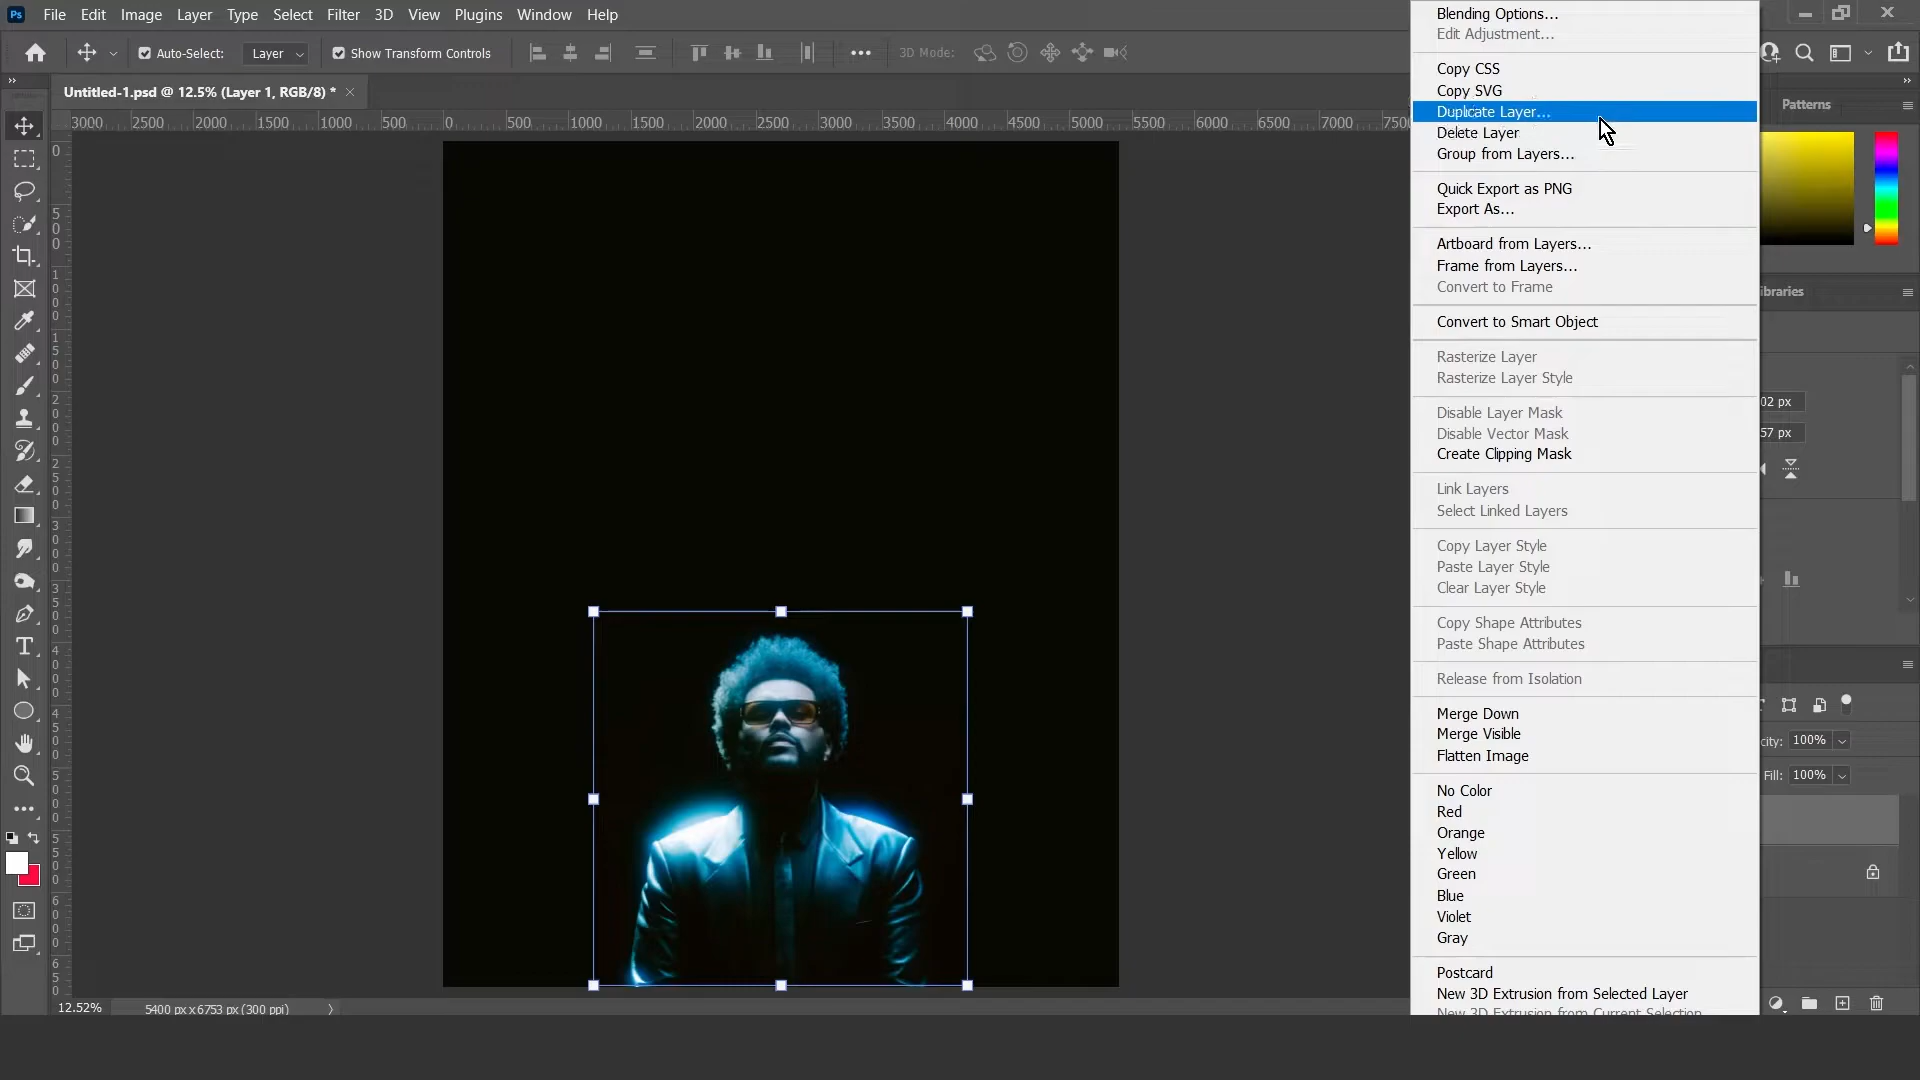 Ps File Edit Image Layer Type Select Filter 3D View Plugins Window Help
Auto-Select: Layer Show Transform Controls 3D Mode:
Untitled-1.psd @ 12.5% (Layer 1, RGB/8) *
3000 2500 2000 1500 1000 500 0 500 1000 1500 2000 2500 3000 3500 4000 4500 5000 5500 6000 6500 7000 7500
Blending Options...
Edit Adjustment...
Copy CSS
Copy SVG
Duplicate Layer...
Delete Layer
Group from Layers...
Quick Export as PNG
Export As...
Artboard from Layers...
Frame from Layers...
Convert to Frame
Convert to Smart Object
Rasterize Layer
Rasterize Layer Style
Disable Layer Mask
Disable Vector Mask
Create Clipping Mask
Link Layers
Select Linked Layers
Copy Layer Style
Paste Layer Style
Clear Layer Style
Copy Shape Attributes
Paste Shape Attributes
Release from Isolation
Merge Down
Merge Visible
Flatten Image
No Color
Red
Orange
Yellow
Green
Blue
Violet
Gray
Postcard
New 3D Extrusion from Selected Layer
New 3D Extrusion from Current Selection
Patterns
ibraries
02 px
57 px
city: 100%
Fill: 100%
12.52% 5400 px x 6753 px (300 ppi)